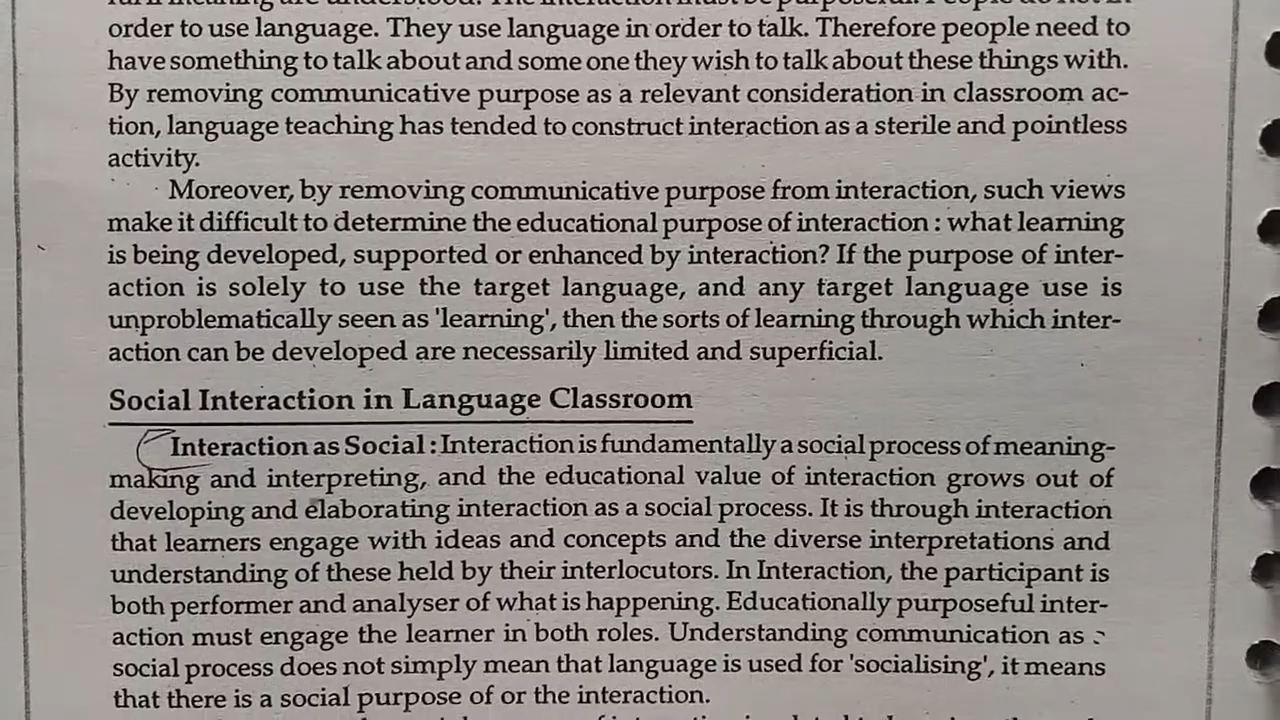 meaning are understood. The interaction must be purposeful. People do not
order to use language. They use language in order to talk. Therefore people need to
have something to talk about and some one they wish to talk about these things with.
By removing communicative purpose as a relevant consideration in classroom ac-
tion, language teaching has tended to construct interaction as a sterile and pointless
activity.
Moreover, by removing communicative purpose from interaction, such views
make it difficult to determine the educational purpose of interaction : what learning
is being developed, supported or enhanced by interaction? If the purpose of inter-
action is solely to use the target language, and any target language use is
unproblematically seen as 'learning', then the sorts of learning through which inter-
action can be developed are necessarily limited and superficial.
Social Interaction in Language Classroom
Interaction as Social : Interaction is fundamentally a social process of meaning-
making and interpreting, and the educational value of interaction grows out of
developing and elaborating interaction as a social process. It is through interaction
that learners engage with ideas and concepts and the diverse interpretations and
understanding of these held by their interlocutors. In Interaction, the participant is
both performer and analyser of what is happening. Educationally purposeful inter-
action must engage the learner in both roles. Understanding communication as
social process does not simply mean that language is used for 'socialising', it means
that there is a social purpose of or the interaction.